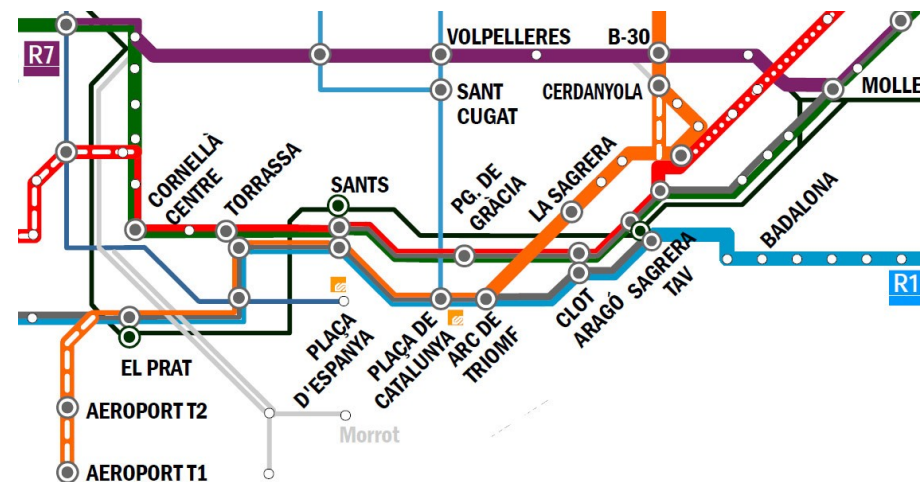 R7
VOLPELLERES
B-30
SANT
CUGAT
CERDANYOLA
MOLLE
CORNELLÀ
CENTRE
TORRASSA
SANTS
PG. DE
GRÀCIA
LA SAGRERA
BADALONA
R1
EL PRAT
PLAÇA
D'ESPANYA
PLAÇA DE
CATALUNYA
ARC DE
TRIOMF
CLOT
ARAGÓ
SAGRERA
TAV
AEROPORT T2
Morrot
AEROPORT T1